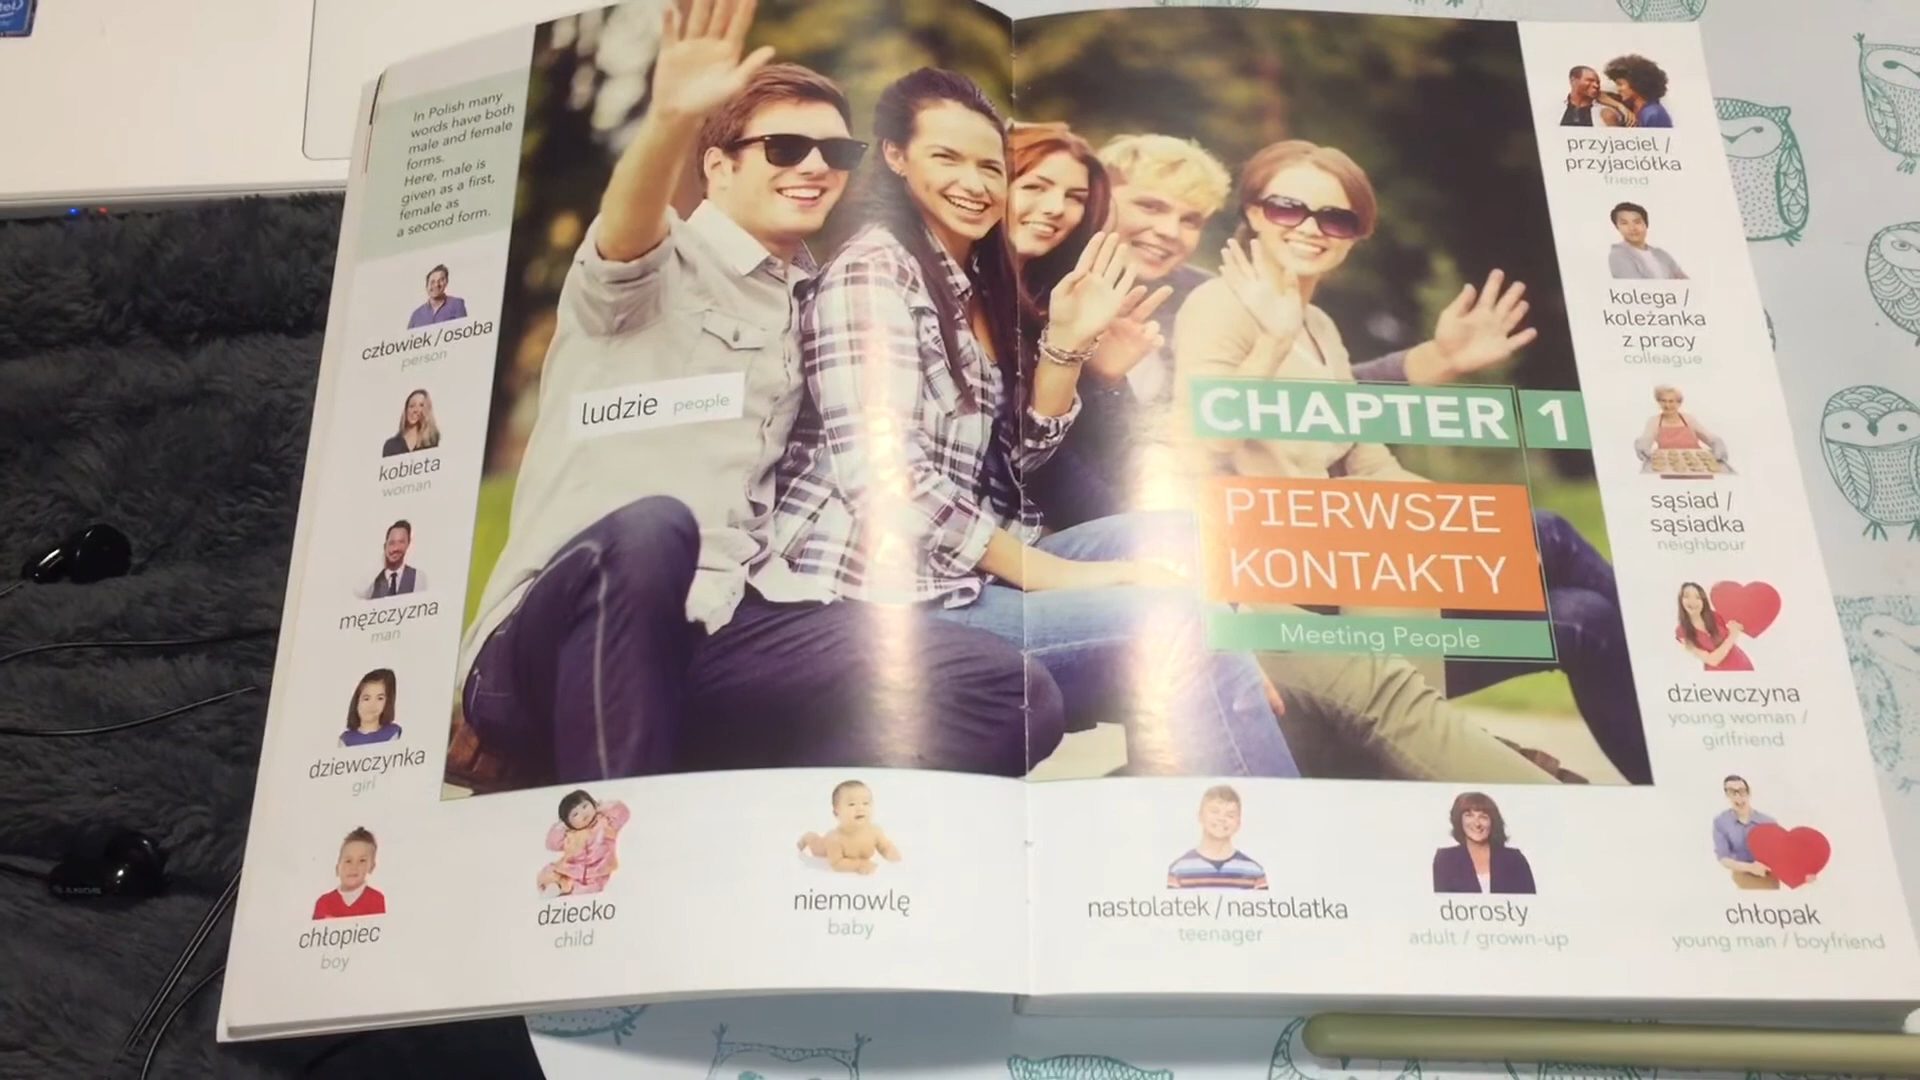 In Polish many
words have both
male and female
forms.
Here, male is
given as a first,
female as
a second form.
człowiek / osoba
person
kobieta
woman
mężczyzna
man
dziewczynka
girl
chłopiec
boy
dziecko
child
niemowlę
baby
ludzie people
CHAPTER 1
PIERWSZE
KONTAKTY
Meeting People
nastolatek / nastolatka
teenager
dorosły
adult / grown-up
przyjaciel /
przyjaciółka
friend
kolega /
koleżanka
z pracy
colleague
sąsiad /
sąsiadka
neighbour
dziewczyna
young woman /
girlfriend
chłopak
young man / boyfriend